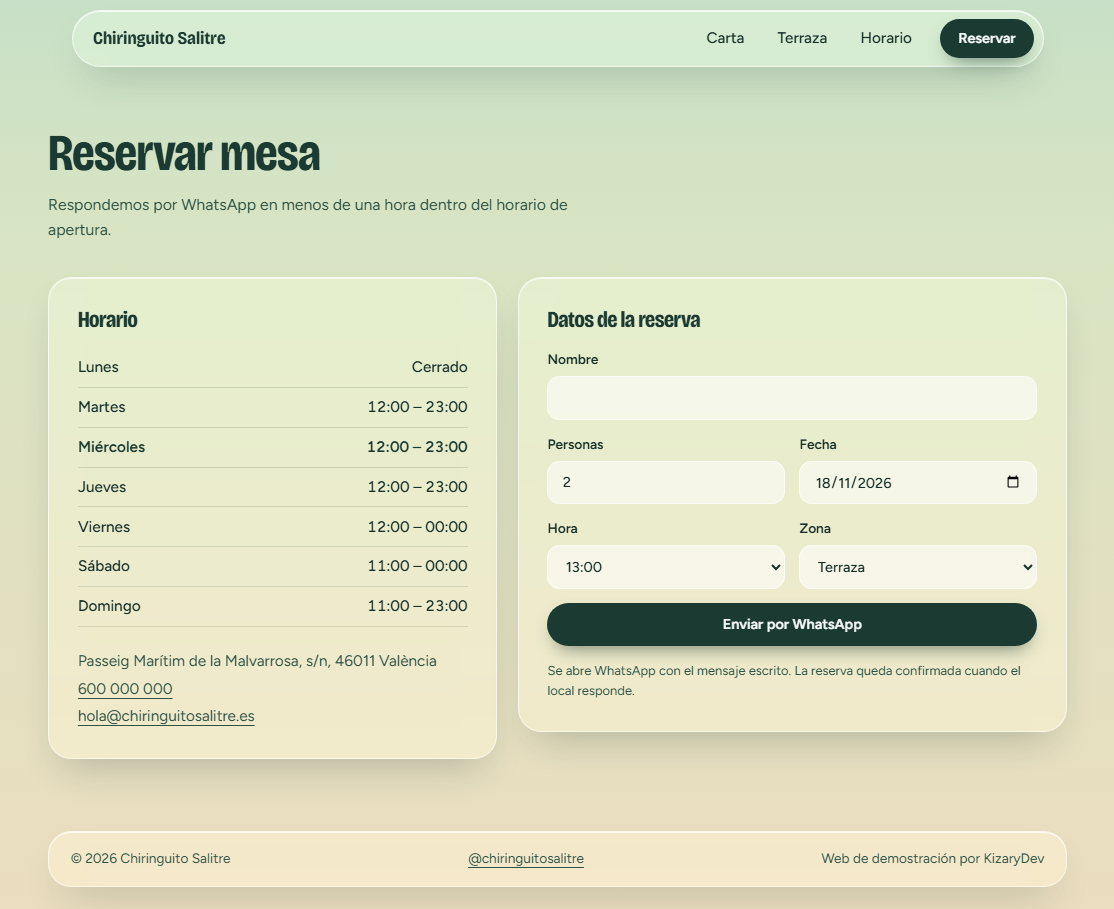 Chiringuito Salitre
Carta
Terraza
Horario
Reservar
Reservar mesa
Respondemos por WhatsApp en menos de una hora dentro del horario de
apertura.
Horario
Lunes Cerrado
Martes 12:00 – 23:00
Miércoles 12:00 – 23:00
Jueves 12:00 – 23:00
Viernes 12:00 – 00:00
Sábado 11:00 – 00:00
Domingo 11:00 – 23:00
Passeig Marítim de la Malvarrosa, s/n, 46011 València
600 000 000
hola@chiringuitosalitre.es
Datos de la reserva
Nombre
Personas
2
Fecha
18/11/2026
Hora
13:00
Zona
Terraza
Enviar por WhatsApp
Se abre WhatsApp con el mensaje escrito. La reserva queda confirmada cuando el
local responde.
© 2026 Chiringuito Salitre
@chiringuitosalitre
Web de demostración por KizaryDev